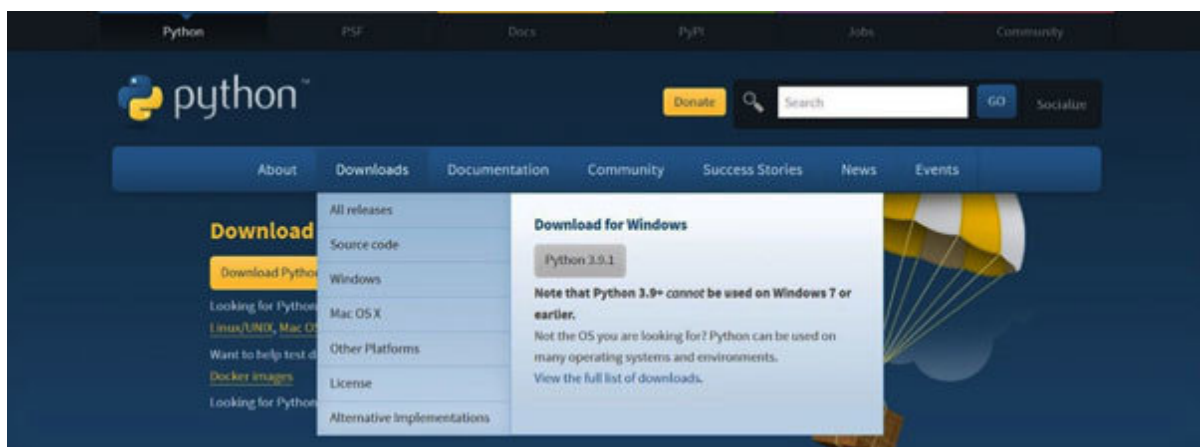 Python
PSF
Docs
PyPI
Jobs
Community
python™
Donate
Search
GO
Socialize
About
Downloads
Documentation
Community
Success Stories
News
Events
Download
Download Pytho
Looking for Python
Linux/UNIX, Mac OS
Want to help test d
Docker images
Looking for Python
All releases
Source code
Windows
Mac OS X
Other Platforms
License
Alternative Implementations
Download for Windows
Python 3.9.1
Note that Python 3.9+ cannot be used on Windows 7 or
earlier.
Not the OS you are looking for? Python can be used on
many operating systems and environments.
View the full list of downloads.